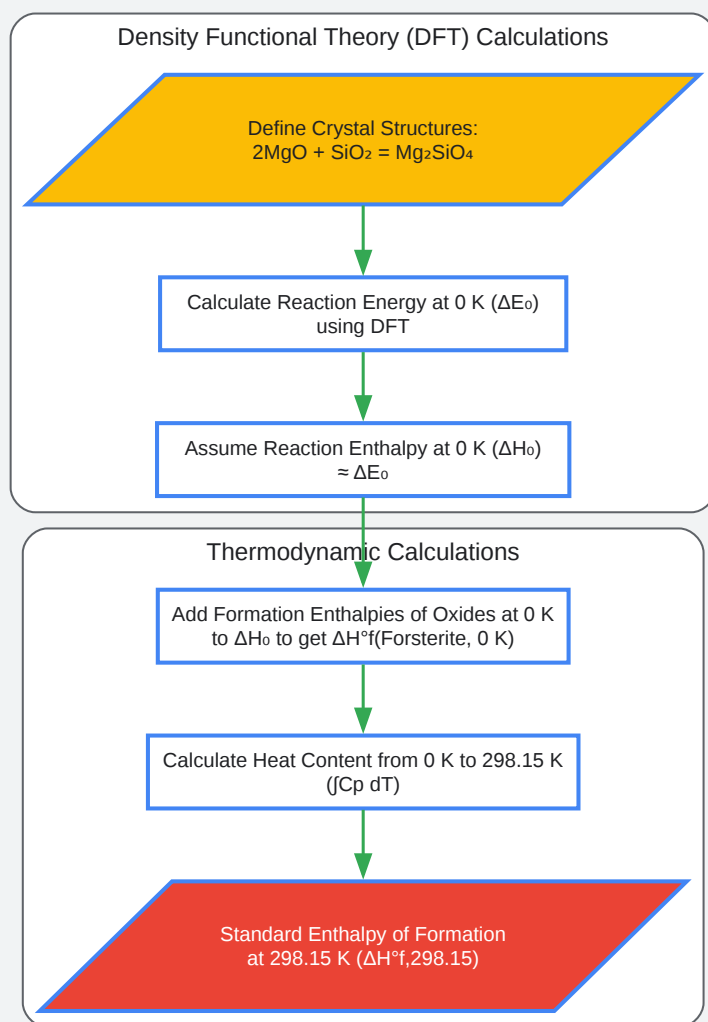 Density Functional Theory (DFT) Calculations
Define Crystal Structures:
2MgO + SiO₂ = Mg₂SiO₄
Calculate Reaction Energy at 0 K (ΔE₀)
using DFT
Assume Reaction Enthalpy at 0 K (ΔH₀)
≈ ΔE₀
Thermodynamic Calculations
Add Formation Enthalpies of Oxides at 0 K
to ΔH₀ to get ΔH°f(Forsterite, 0 K)
Calculate Heat Content from 0 K to 298.15 K
(∫Cp dT)
Standard Enthalpy of Formation
at 298.15 K (ΔH°f,298.15)